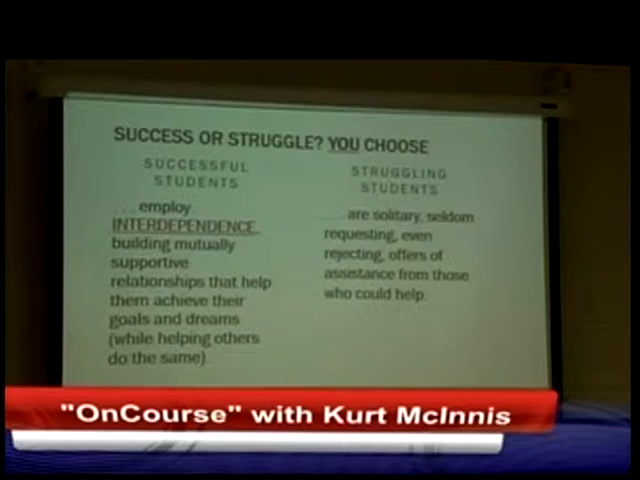 SUCCESS OR STRUGGLE? YOU CHOOSE
SUCCESSFUL
STUDENTS
. . . employ
INTERDEPENDENCE,
building mutually
supportive
relationships that help
them achieve their
goals and dreams
(while helping others
do the same)
STRUGGLING
STUDENTS
. . . are solitary, seldom
requesting, even
rejecting, offers of
assistance from those
who could help.
"OnCourse" with Kurt McInnis